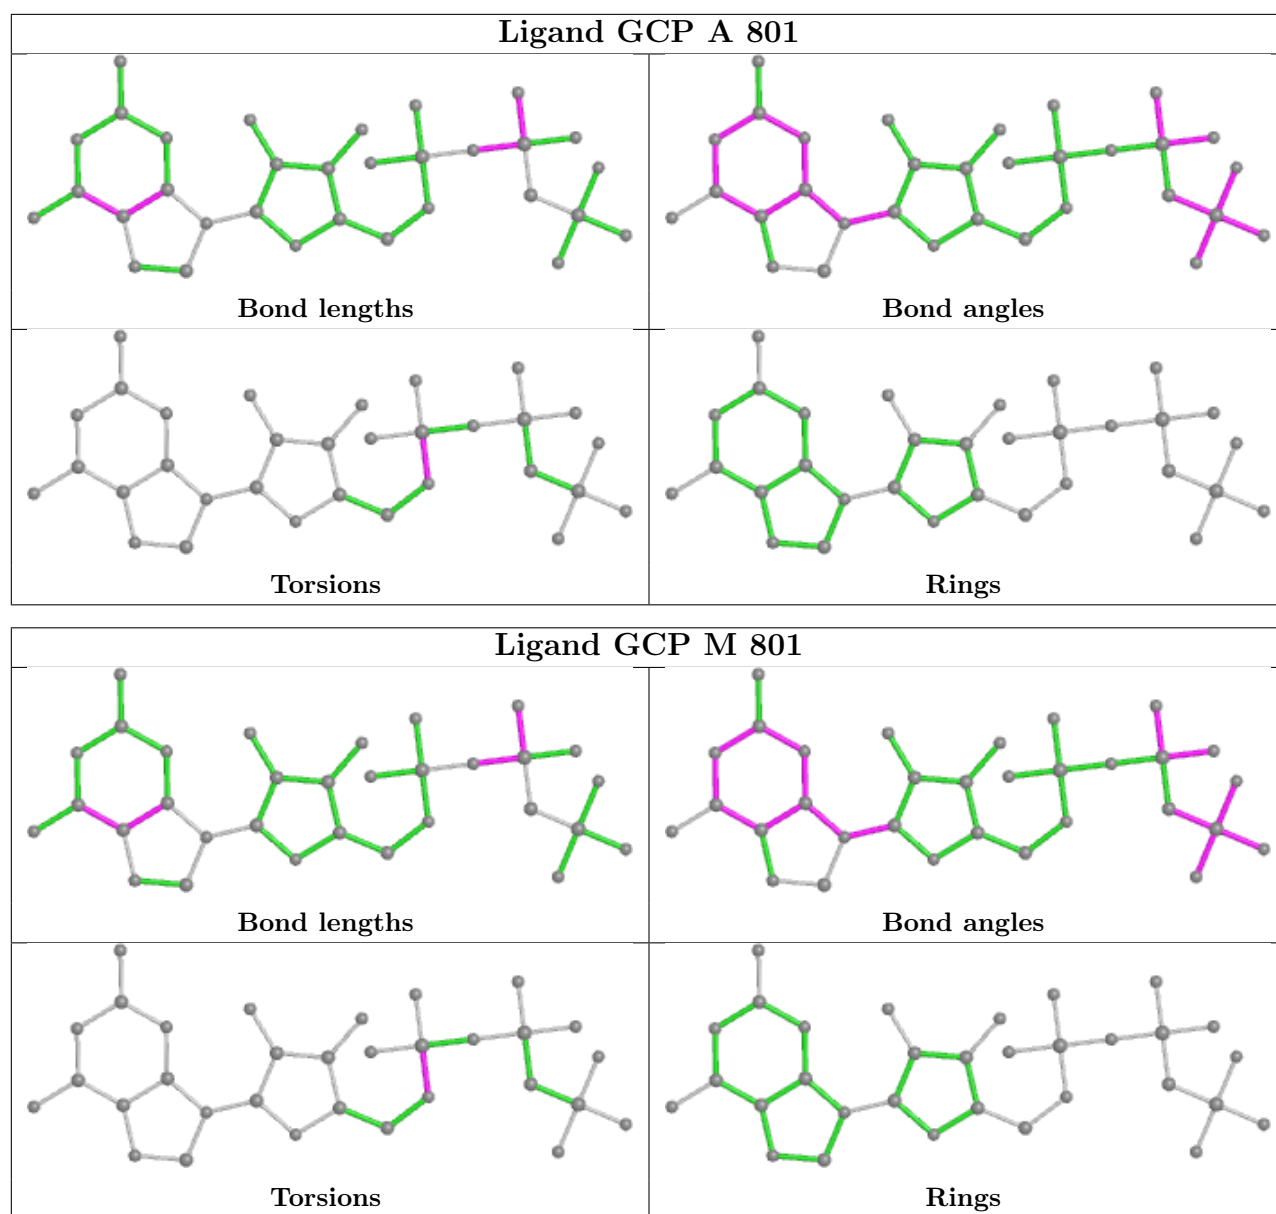 Ligand GCP A 801
Bond lengths
Bond angles
Torsions
Rings
Ligand GCP M 801
Bond lengths
Bond angles
Torsions
Rings